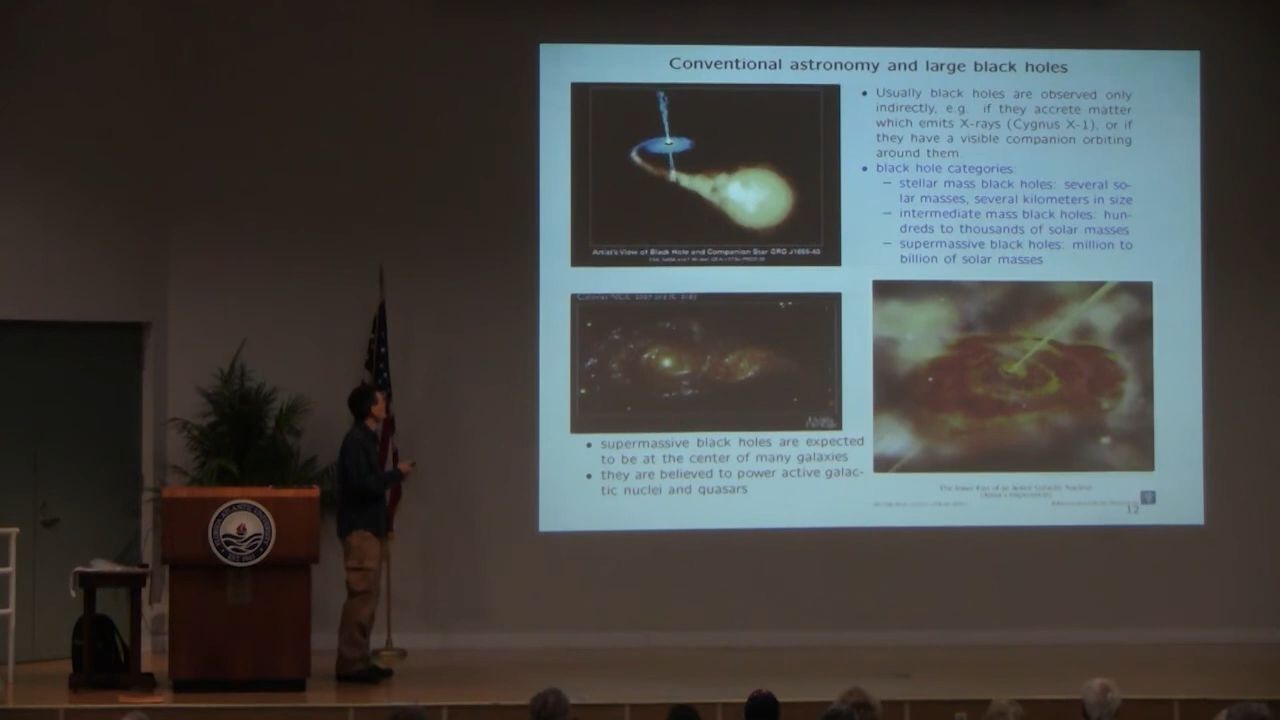 Conventional astronomy and large black holes
• Usually black holes are observed only
indirectly, e.g. if they accrete matter
which emits X-rays (Cygnus X-1), or if
they have a visible companion orbiting
around them.
• black hole categories:
– stellar mass black holes: several so-
lar masses, several kilometers in size
– intermediate mass black holes: hun-
dreds to thousands of solar masses
– supermassive black holes: million to
billion of solar masses
Artist's View of Black Hole and Companion Star GRO J1655-40
• supermassive black holes are expected
to be at the center of many galaxies
• they are believed to power active galac-
tic nuclei and quasars
12